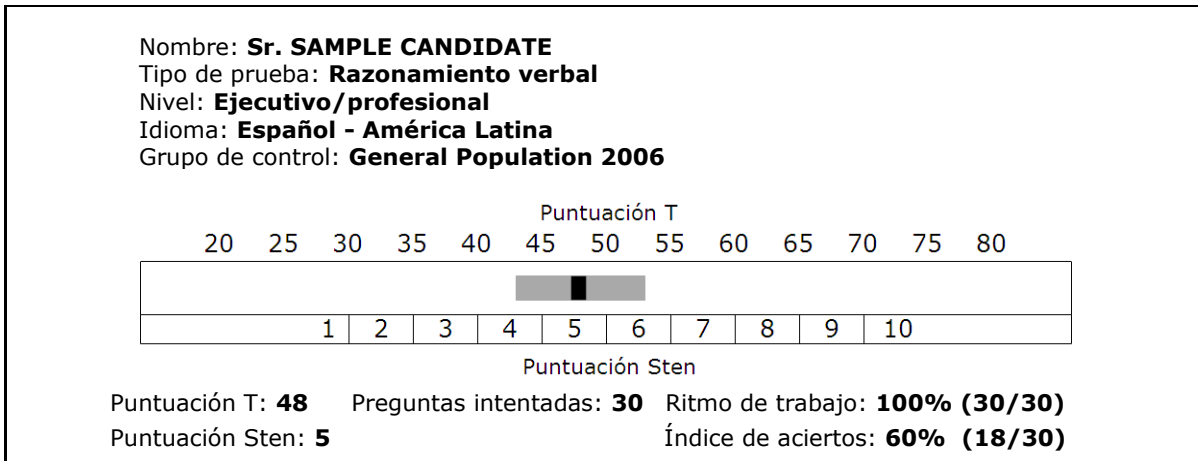 Nombre: Sr. SAMPLE CANDIDATE
Tipo de prueba: Razonamiento verbal
Nivel: Ejecutivo/profesional
Idioma: Español - América Latina
Grupo de control: General Population 2006
Puntuación T
20 25 30 35 40 45 50 55 60 65 70 75 80
1 2 3 4 5 6 7 8 9 10
Puntuación Sten
Puntuación T: 48 Preguntas intentadas: 30 Ritmo de trabajo: 100% (30/30)
Puntuación Sten: 5 Índice de aciertos: 60% (18/30)